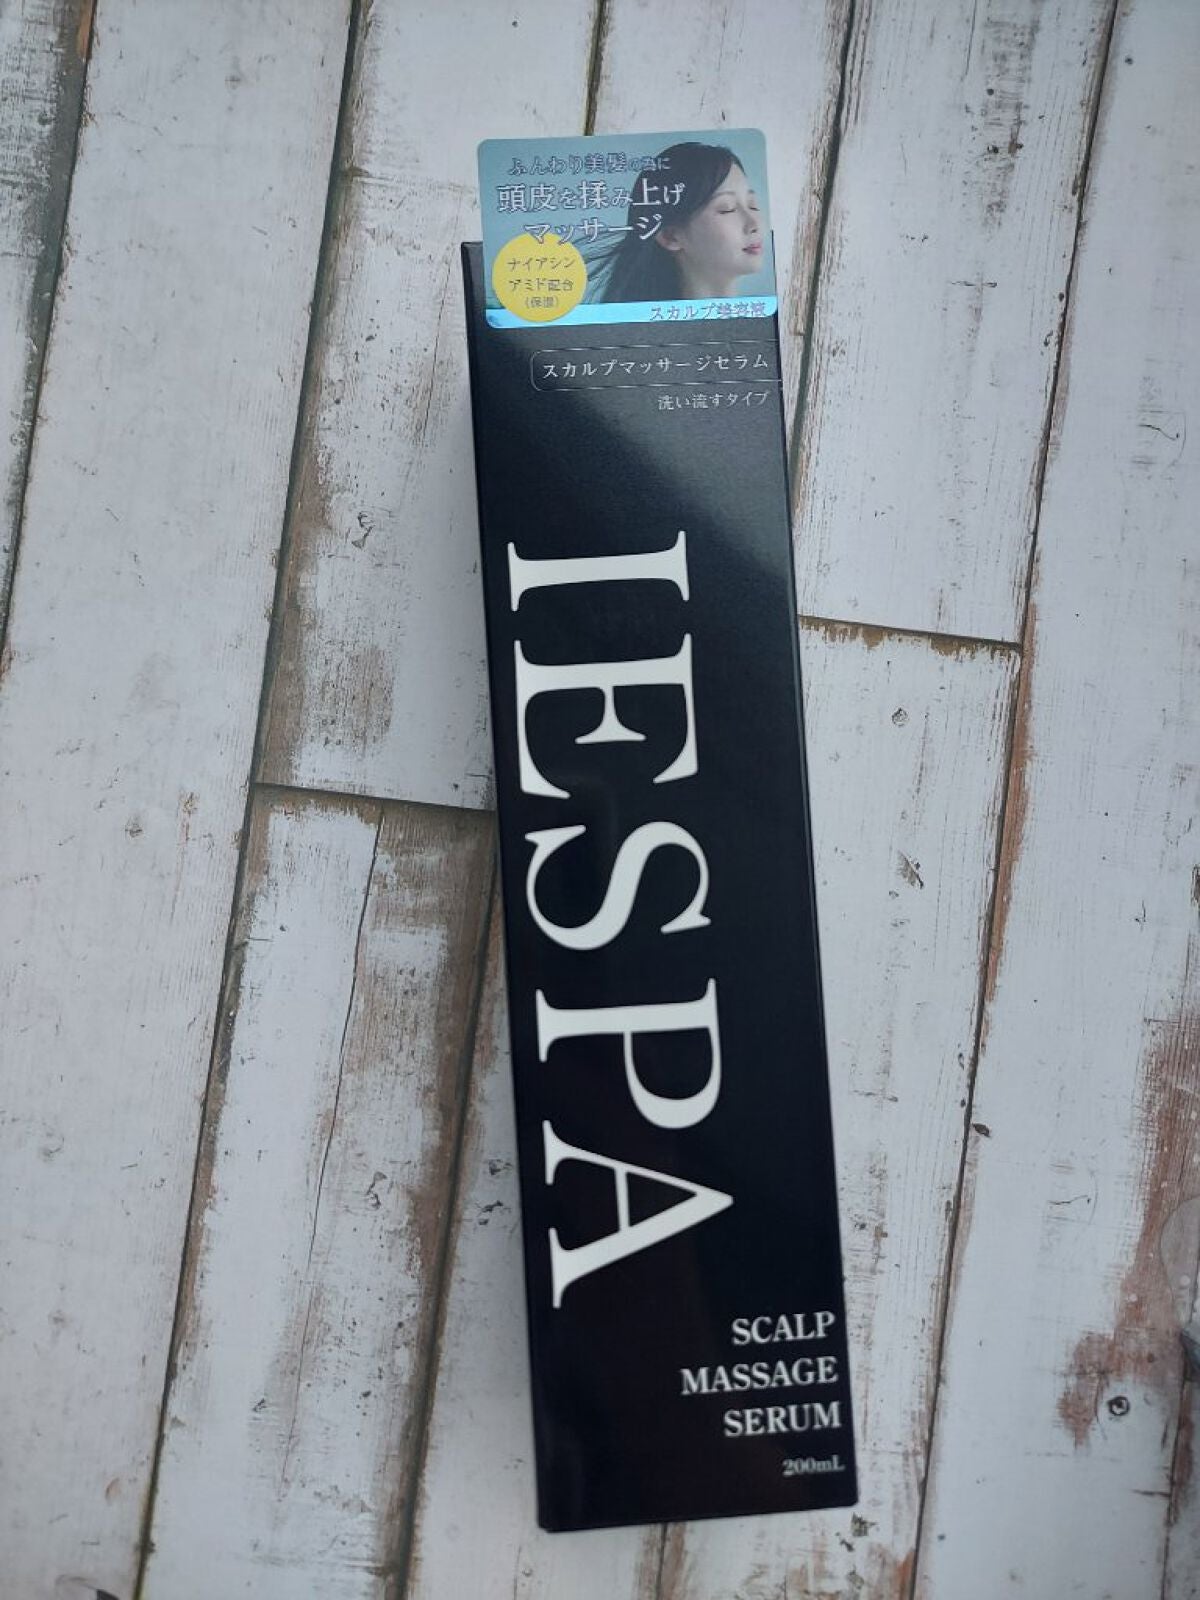 ふんわり美髪の為に
頭皮を揉み上げ
マッサージ
ナイアシン
アミド配合
(保湿)
スカルプ美容液
スカルプマッサージセラム
洗い流すタイプ
IESPA
SCALP
MASSAGE
SERUM
200mL